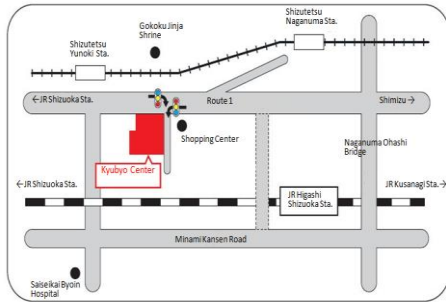 Shizutetsu
Naganuma Sta.
Gokoku Jinja
Shrine
Shizutetsu
Yunoki Sta.
←JR Shizuoka Sta.
Route 1
Shimizu→
Shopping Center
Naganuma Ohashi
Bridge
Kyubyo Center
←JR Shizuoka Sta.
JR Kusanagi Sta.→
JR Higashi
Shizuoka Sta.
Minami Kansen Road
Saiseikai Byoin
Hospital